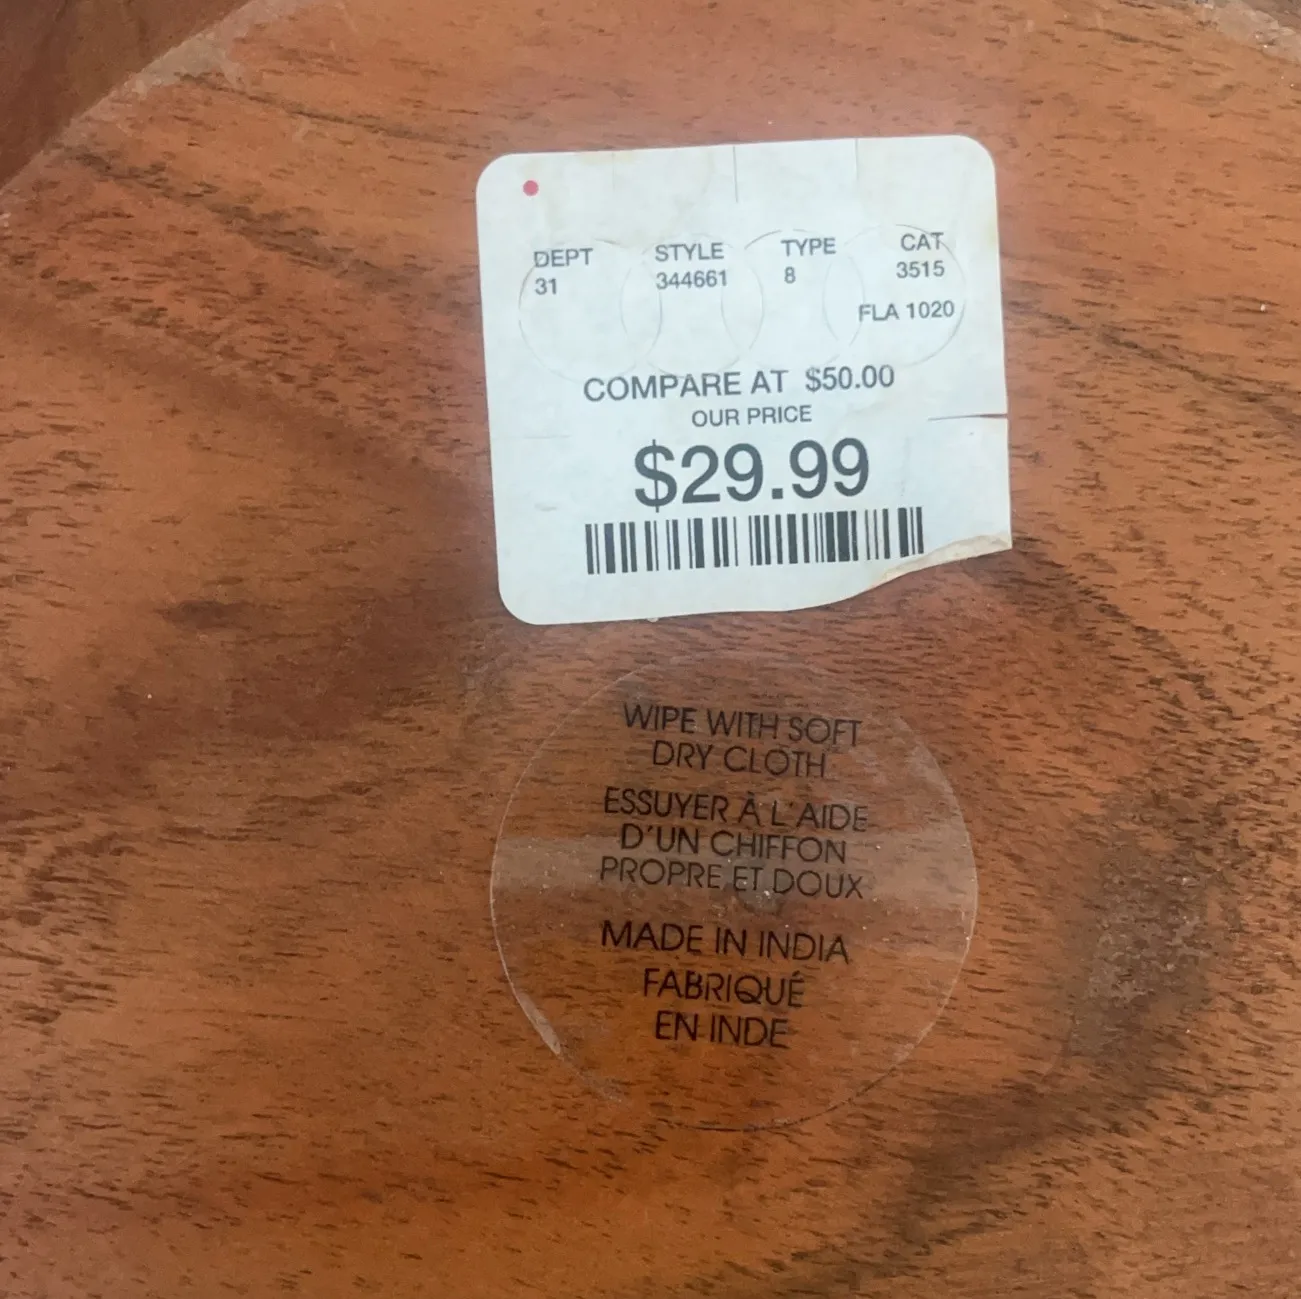 DEPT STYLE TYPE CAT
31 344661 8 3515
FLA 1020
COMPARE AT $50.00
OUR PRICE
$29.99
WIPE WITH SOFT
DRY CLOTH
ESSUYER À L'AIDE
D'UN CHIFFON
PROPRE ET DOUX
MADE IN INDIA
FABRIQUÉ
EN INDE